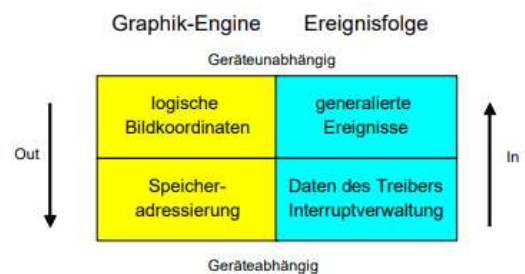 Graphik-Engine Ereignisfolge
Geräteunabhängig
logische
Bildkoordinaten
generalierte
Ereignisse
Out
In
Speicher-
adressierung
Daten des Treibers
Interruptverwaltung
Geräteabhängig